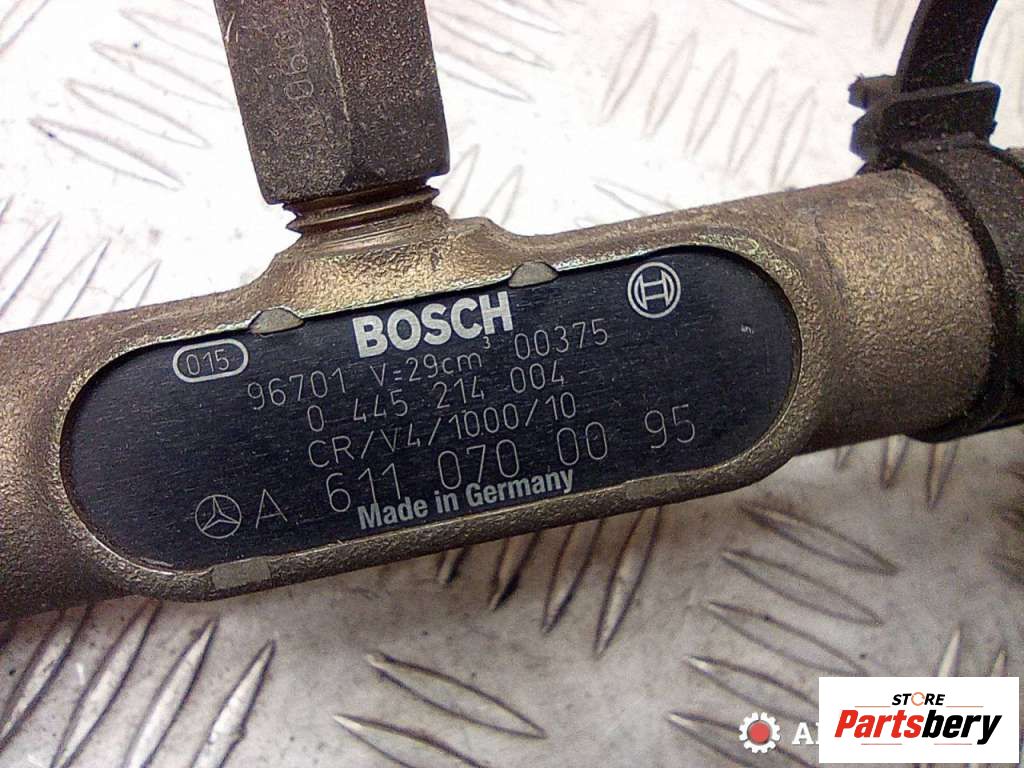 015
BOSCH
96701 V=29cm³ 00375
0 445 214 004
CR/V4/1000/10
A 611 070 00 95
Made in Germany
STORE
Partsbery